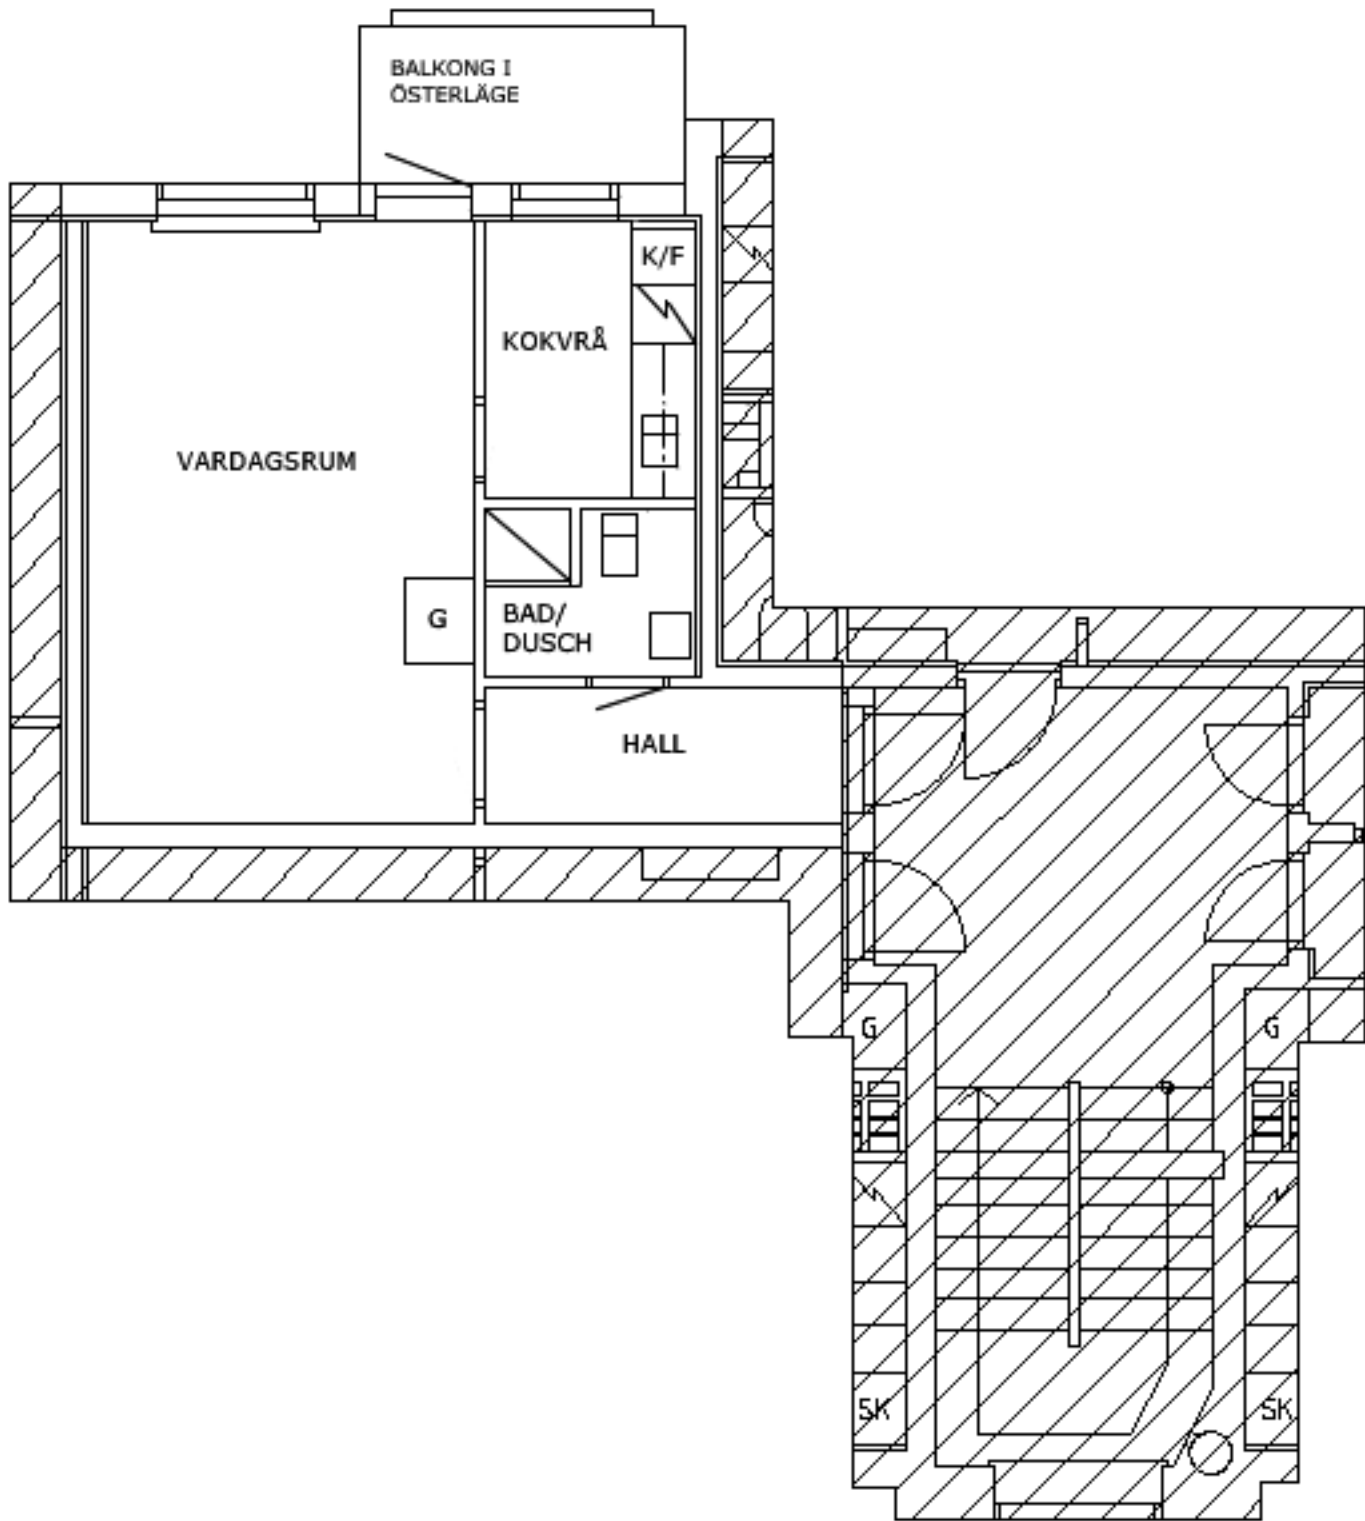 BALKONG I
ÖSTERLÄGE
K/F
KOKVRÅ
VARDAGSRUM
G
BAD/
DUSCH
HALL
G
G
SK
SK